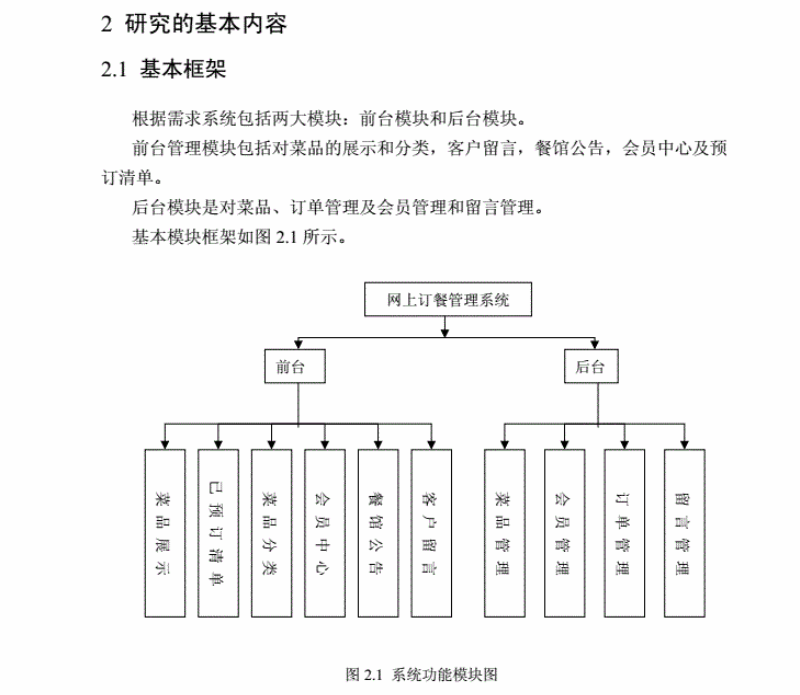 2 研究的基本内容
2.1 基本框架
根据需求系统包括两大模块：前台模块和后台模块。
前台管理模块包括对菜品的展示和分类，客户留言，餐馆公告，会员中心及预
订清单。
后台模块是对菜品、订单管理及会员管理和留言管理。
基本模块框架如图 2.1 所示。
网上订餐管理系统
前台
后台
菜品展示
已预订清单
菜品分类
会员中心
餐馆公告
客户留言
菜品管理
会员管理
订单管理
留言管理
图 2.1 系统功能模块图